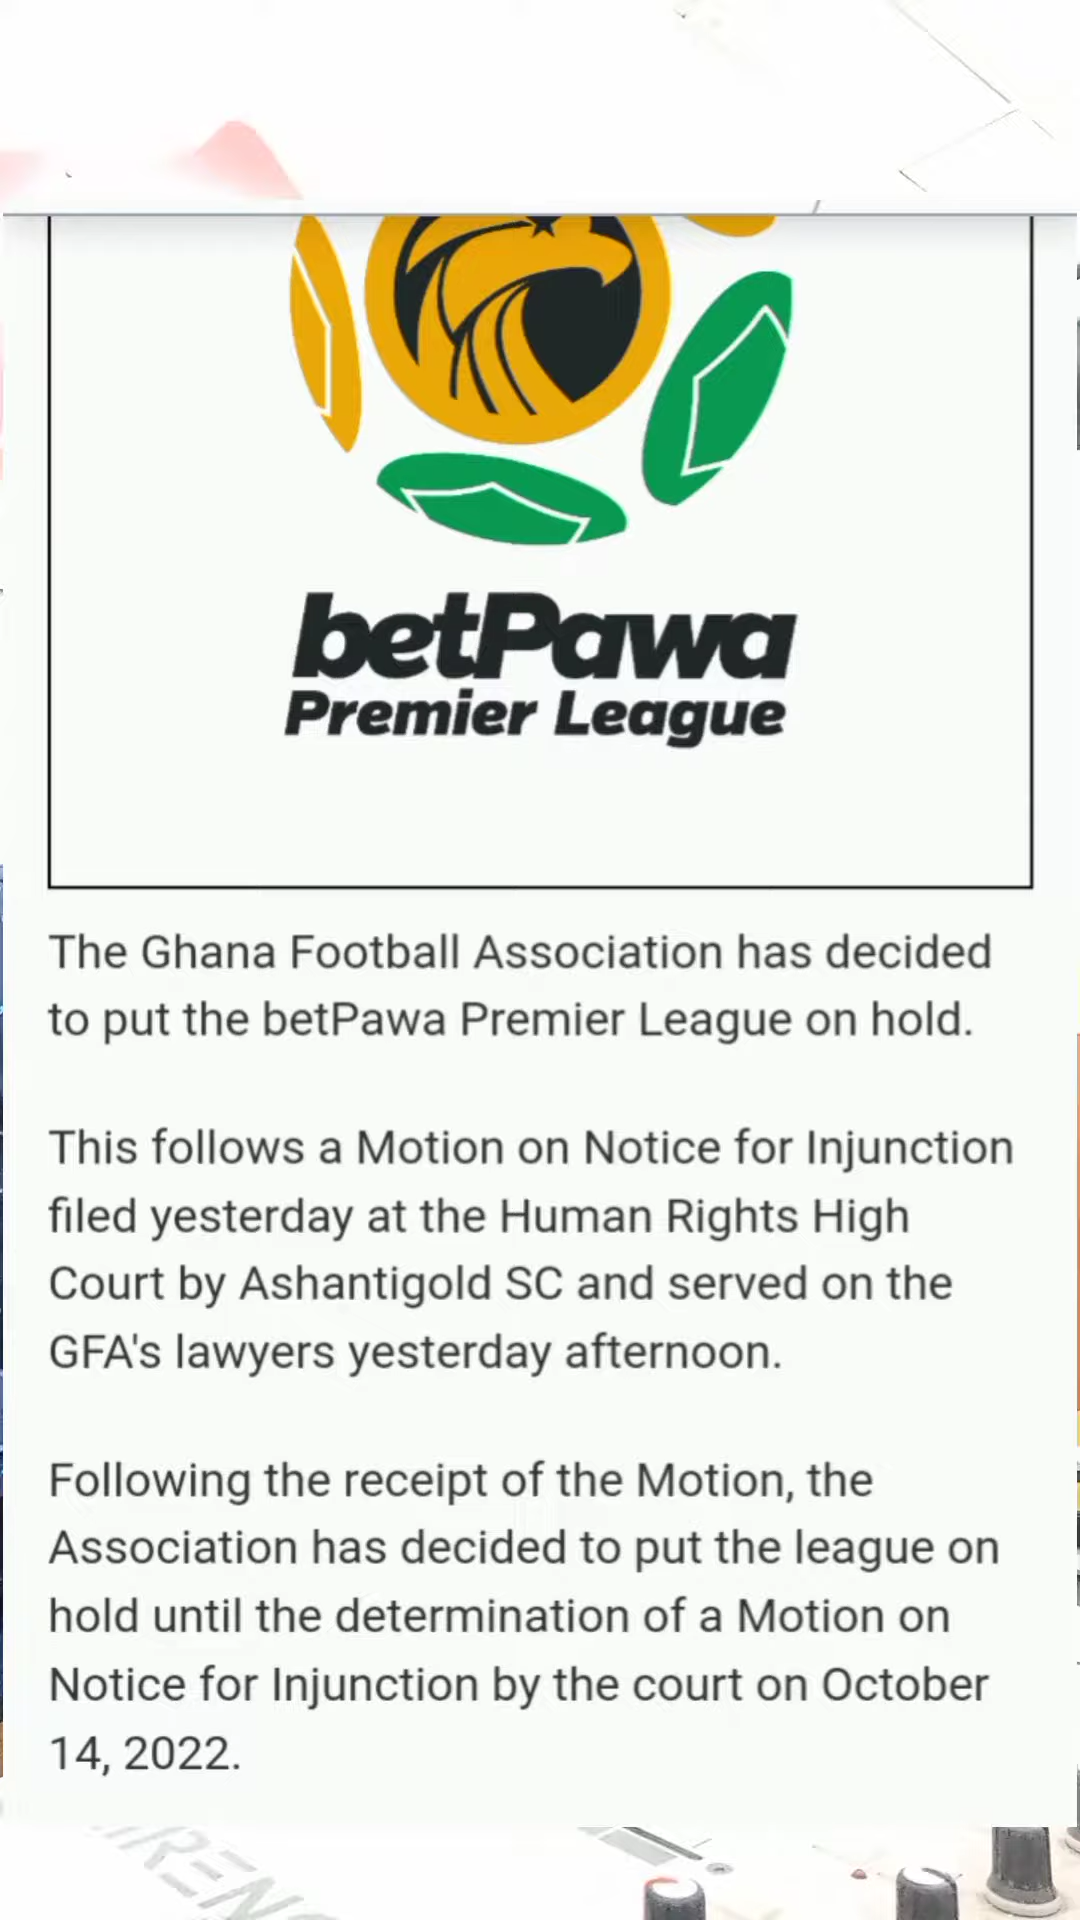 betPawa
Premier League
The Ghana Football Association has decided
to put the betPawa Premier League on hold.
This follows a Motion on Notice for Injunction
filed yesterday at the Human Rights High
Court by Ashantigold SC and served on the
GFA's lawyers yesterday afternoon.
Following the receipt of the Motion, the
Association has decided to put the league on
hold until the determination of a Motion on
Notice for Injunction by the court on October
14, 2022.